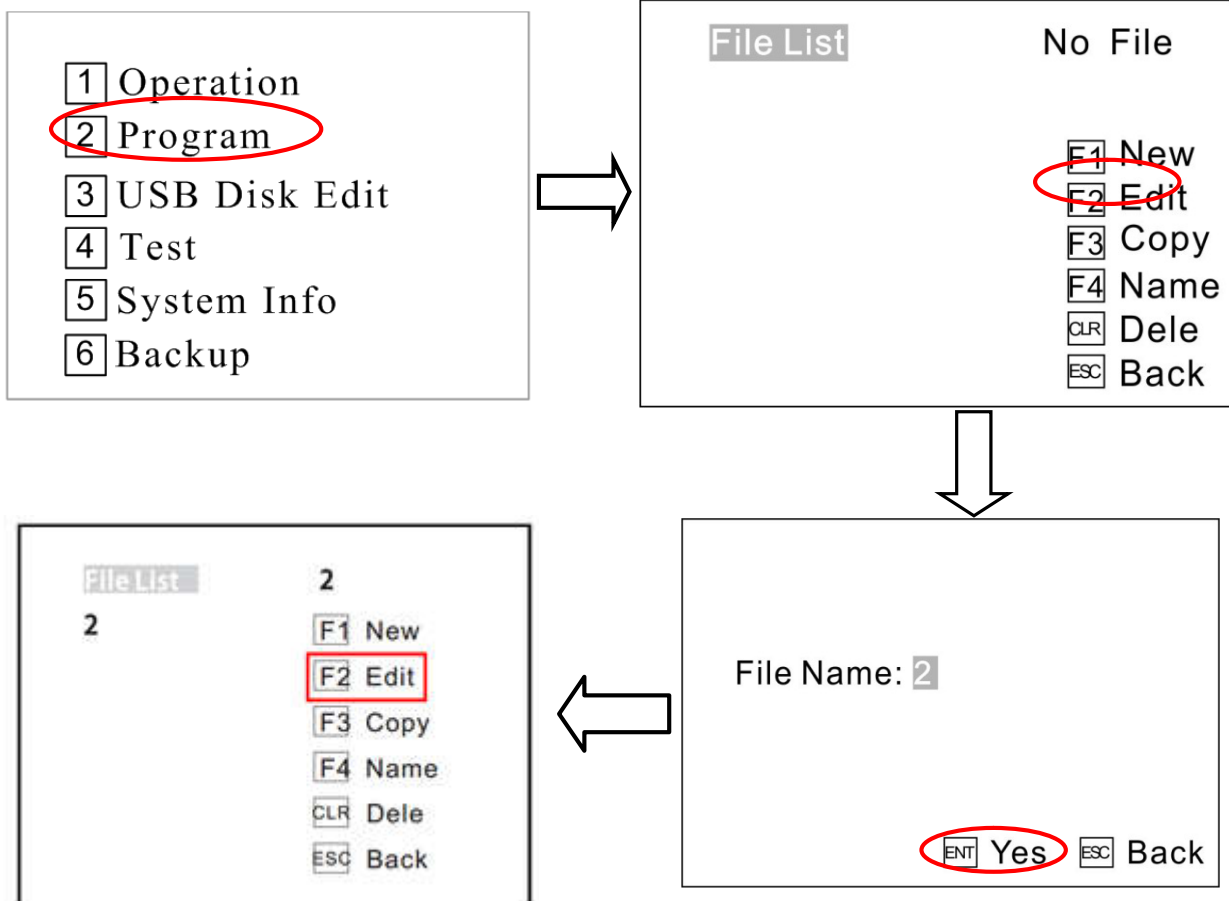 1 Operation
2 Program
3 USB Disk Edit
4 Test
5 System Info
6 Backup
File List No File
F1 New
F2 Edit
F3 Copy
F4 Name
CLR Dele
ESC Back
File Name: 2
ENT Yes ESC Back
File List 2
2
F1 New
F2 Edit
F3 Copy
F4 Name
CLR Dele
ESC Back